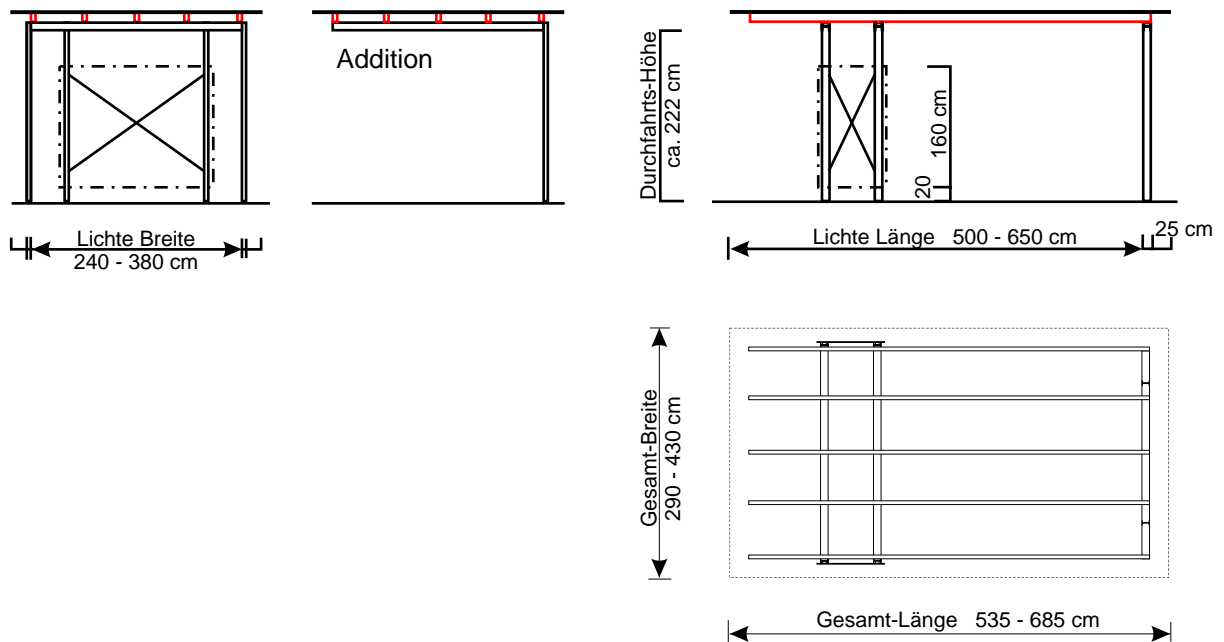 Addition
Durchfahrts-Höhe
ca. 222 cm
160 cm
20
Lichte Breite
240 - 380 cm
Lichte Länge 500 - 650 cm
25 cm
Gesamt-Breite
290 - 430 cm
Gesamt-Länge 535 - 685 cm